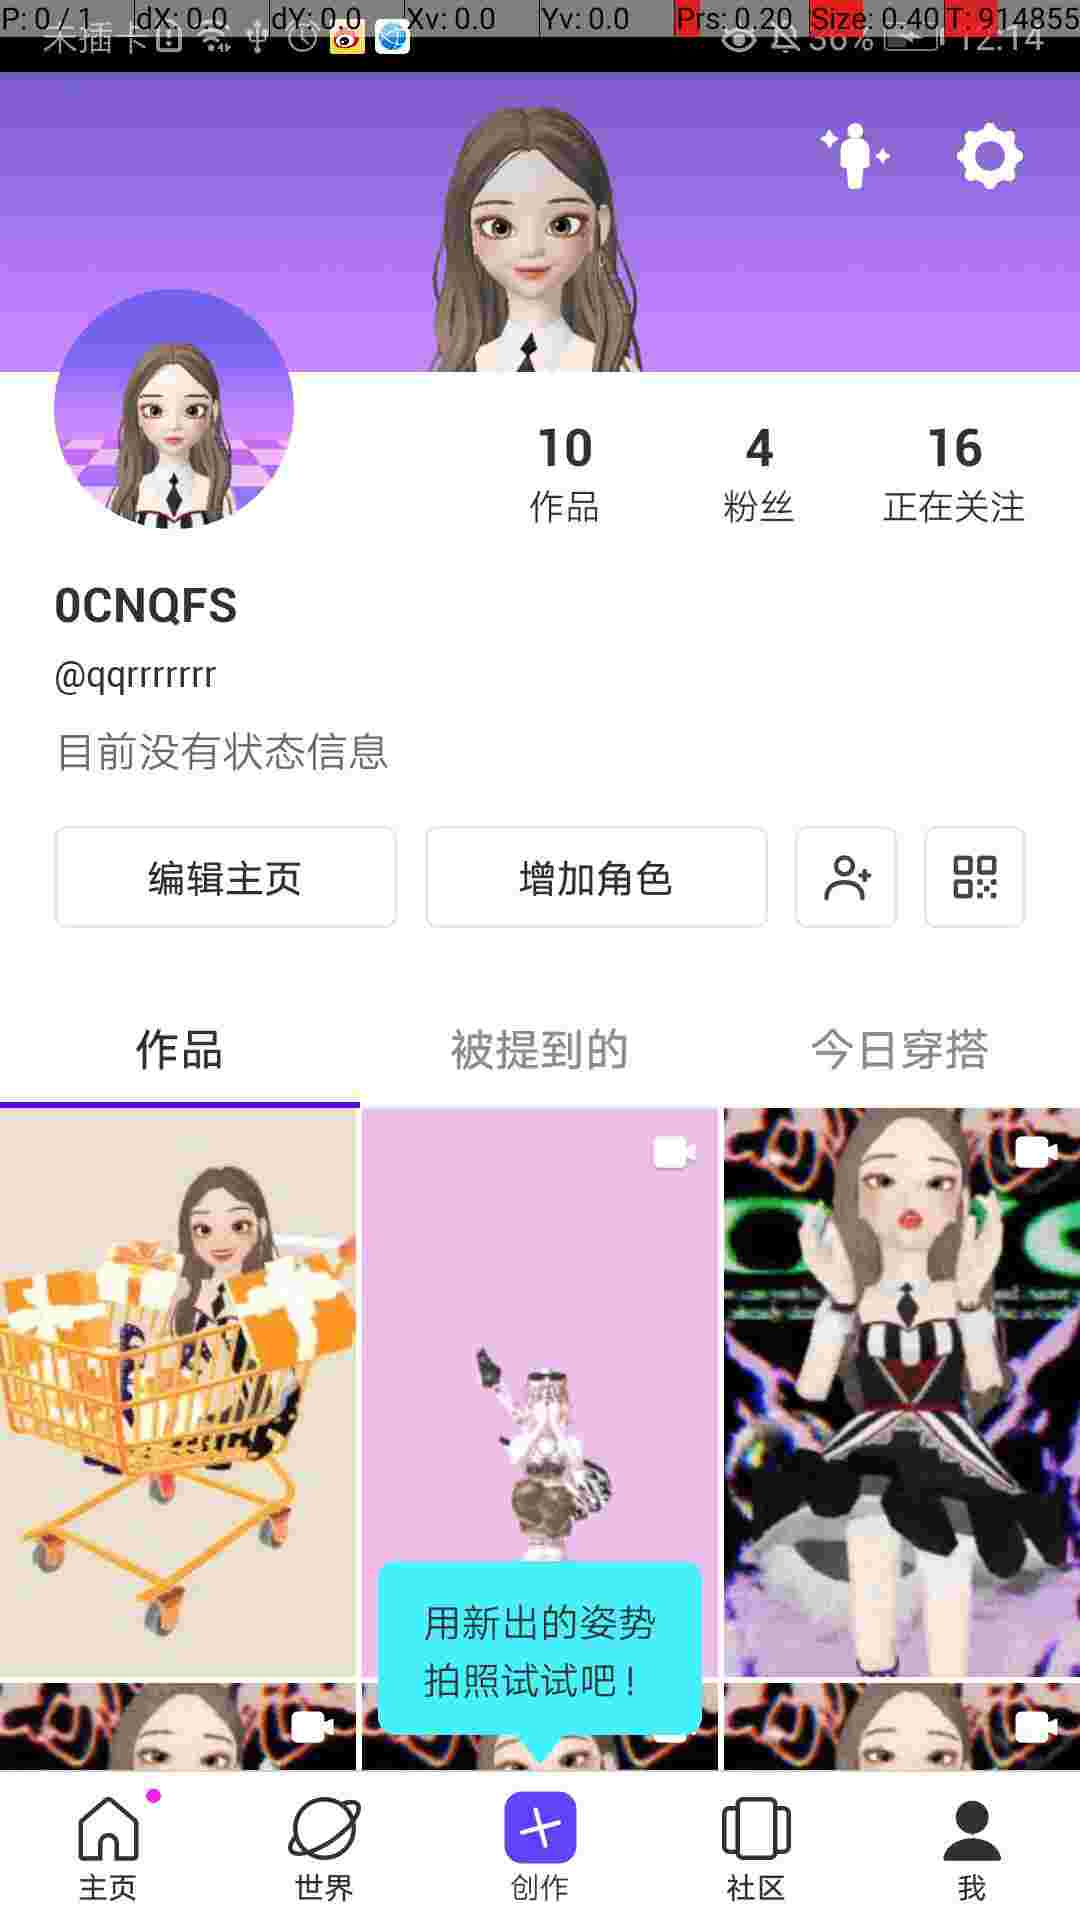 P: 0 / 1 dX: 0.0 dY: 0.0 Xv: 0.0 Yv: 0.0 Prs: 0.20 Size: 0.40 T: 914855
未插卡 36% 12:14
10 4 16
作品 粉丝 正在关注
0CNQFS
@qqrrrrrrr
目前没有状态信息
编辑主页 增加角色
作品 被提到的 今日穿搭
用新出的姿势
拍照试试吧！
主页 世界 创作 社区 我